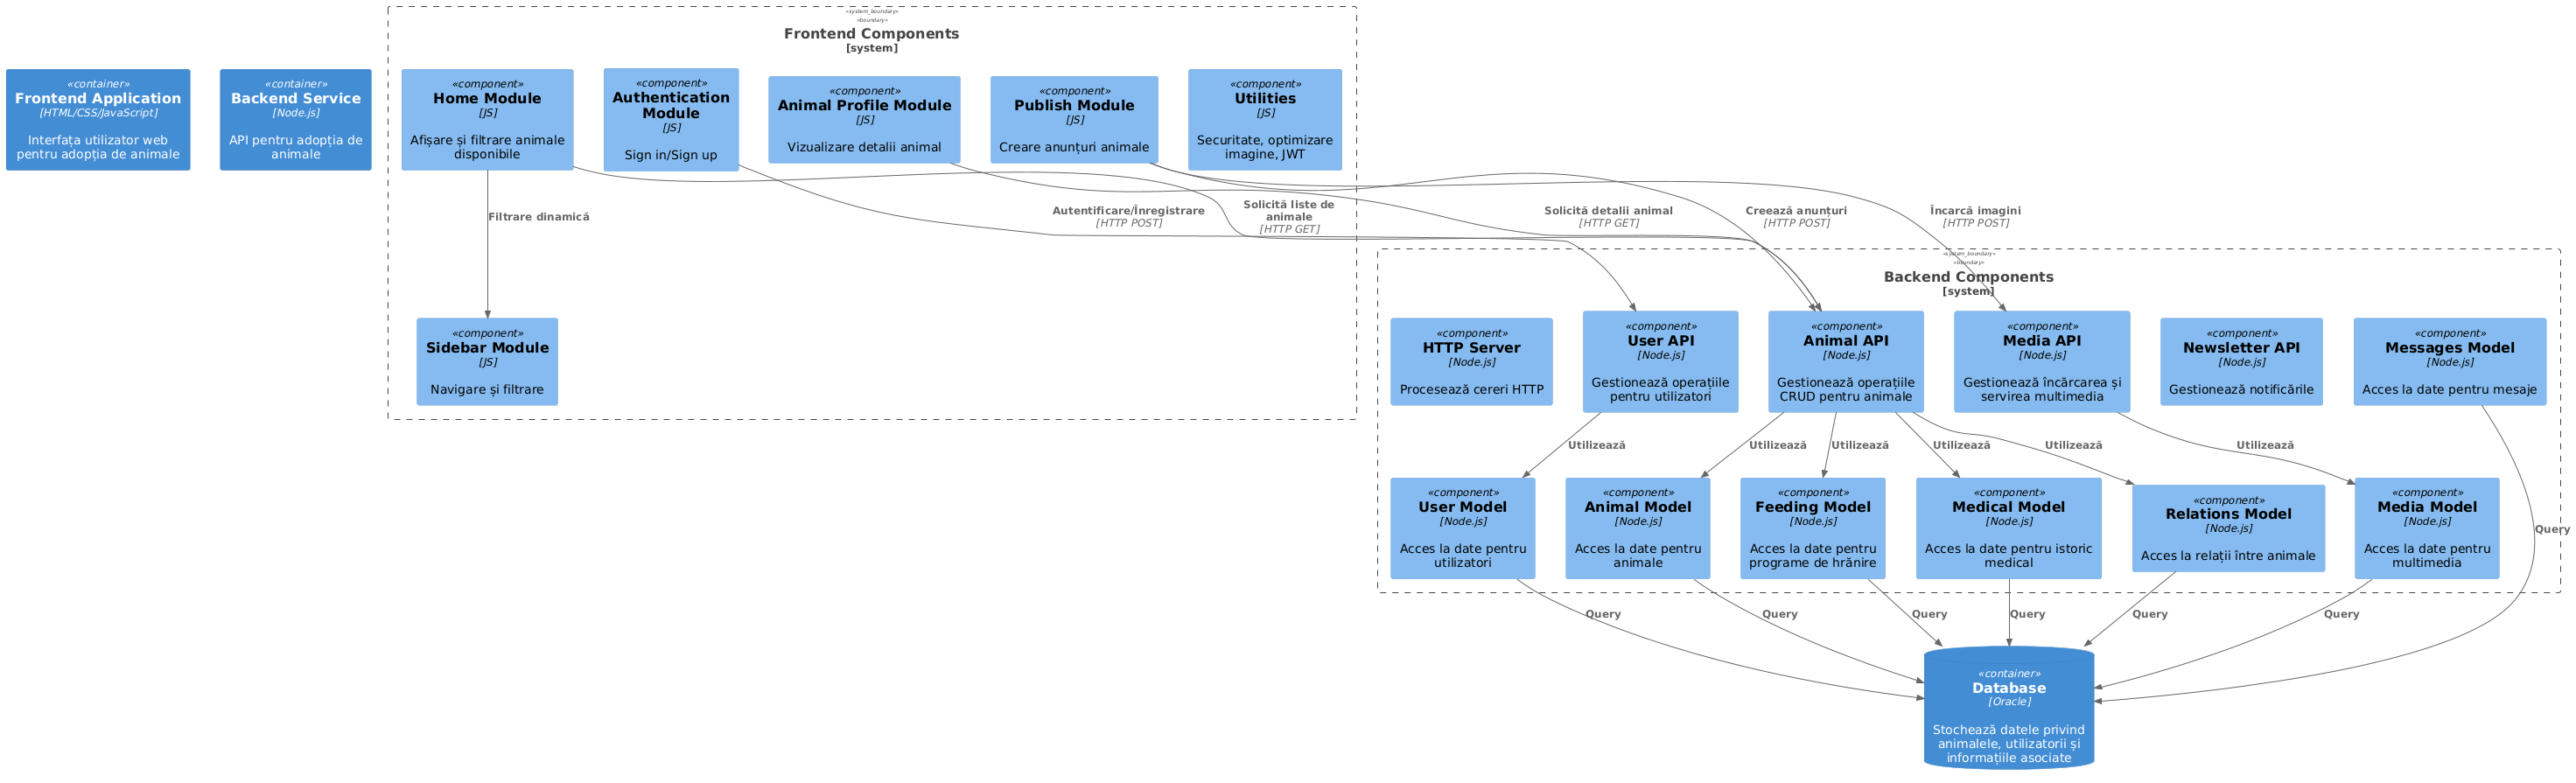 «system_boundary»
«boundary»
Frontend Components
[system]
«container»
Frontend Application
[HTML/CSS/JavaScript]
Interfața utilizator web
pentru adopția de animale
«container»
Backend Service
[Node.js]
API pentru adopția de
animale
«component»
Home Module
[JS]
Afișare și filtrare animale
disponibile
«component»
Authentication
Module
[JS]
Sign in/Sign up
«component»
Animal Profile Module
[JS]
Vizualizare detalii animal
«component»
Publish Module
[JS]
Creare anunțuri animale
«component»
Utilities
[JS]
Securitate, optimizare
imagine, JWT
Filtrare dinamică
Autentificare/Înregistrare
[HTTP POST]
Solicită liste de
animale
[HTTP GET]
Solicită detalii animal
[HTTP GET]
Creează anunțuri
[HTTP POST]
Încarcă imagini
[HTTP POST]
«system_boundary»
«boundary»
Backend Components
[system]
«component»
Sidebar Module
[JS]
Navigare și filtrare
«component»
HTTP Server
[Node.js]
Procesează cereri HTTP
«component»
User API
[Node.js]
Gestionează operațiile
pentru utilizatori
«component»
Animal API
[Node.js]
Gestionează operațiile
CRUD pentru animale
«component»
Media API
[Node.js]
Gestionează încărcarea și
servirea multimedia
«component»
Newsletter API
[Node.js]
Gestionează notificările
«component»
Messages Model
[Node.js]
Acces la date pentru mesaje
Utilizează
Utilizează
Utilizează
Utilizează
Utilizează
Utilizează
«component»
User Model
[Node.js]
Acces la date pentru
utilizatori
«component»
Animal Model
[Node.js]
Acces la date pentru
animale
«component»
Feeding Model
[Node.js]
Acces la date pentru
programe de hrănire
«component»
Medical Model
[Node.js]
Acces la date pentru istoric
medical
«component»
Relations Model
[Node.js]
Acces la relații între animale
«component»
Media Model
[Node.js]
Acces la date pentru
multimedia
Query
Query
Query
Query
Query
Query
Query
«container»
Database
[Oracle]
Stochează datele privind
animalele, utilizatorii și
informațiile asociate